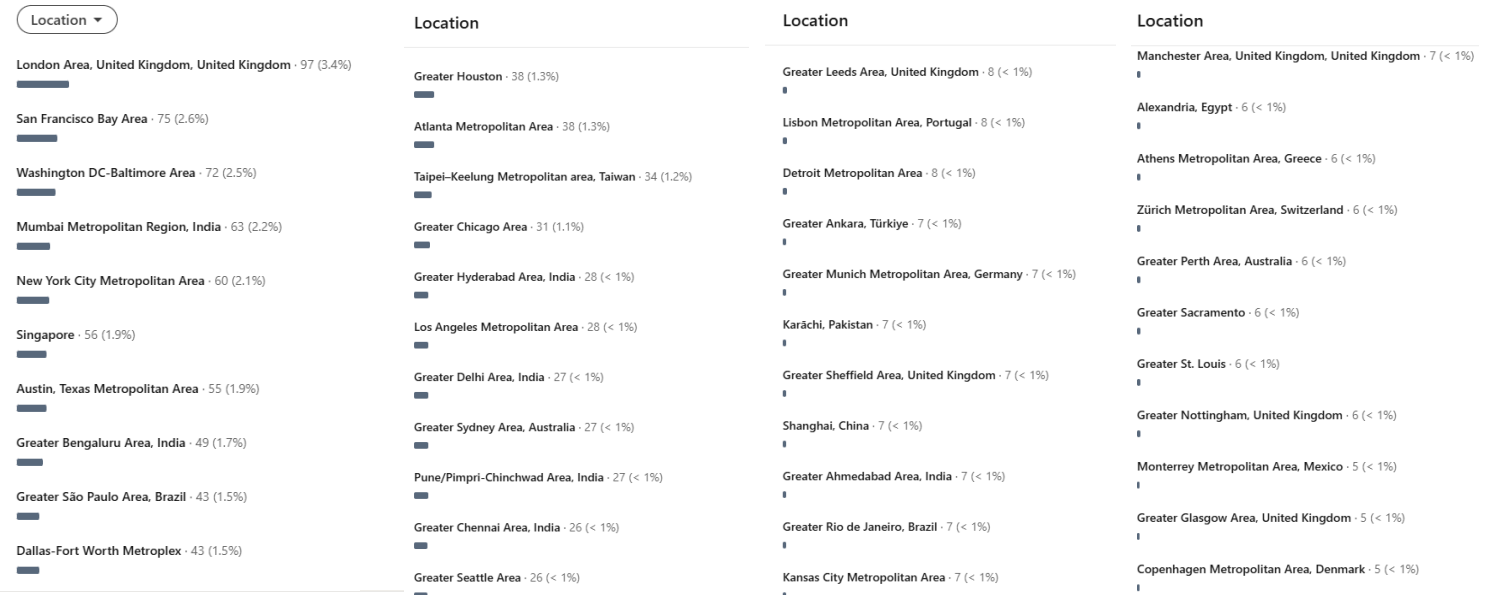 Location
London Area, United Kingdom, United Kingdom · 97 (3.4%)
San Francisco Bay Area · 75 (2.6%)
Washington DC-Baltimore Area · 72 (2.5%)
Mumbai Metropolitan Region, India · 63 (2.2%)
New York City Metropolitan Area · 60 (2.1%)
Singapore · 56 (1.9%)
Austin, Texas Metropolitan Area · 55 (1.9%)
Greater Bengaluru Area, India · 49 (1.7%)
Greater São Paulo Area, Brazil · 43 (1.5%)
Dallas-Fort Worth Metroplex · 43 (1.5%)
Location
Greater Houston · 38 (1.3%)
Atlanta Metropolitan Area · 38 (1.3%)
Taipei–Keelung Metropolitan area, Taiwan · 34 (1.2%)
Greater Chicago Area · 31 (1.1%)
Greater Hyderabad Area, India · 28 (< 1%)
Los Angeles Metropolitan Area · 28 (< 1%)
Greater Delhi Area, India · 27 (< 1%)
Greater Sydney Area, Australia · 27 (< 1%)
Pune/Pimpri-Chinchwad Area, India · 27 (< 1%)
Greater Chennai Area, India · 26 (< 1%)
Greater Seattle Area · 26 (< 1%)
Location
Greater Leeds Area, United Kingdom · 8 (< 1%)
Lisbon Metropolitan Area, Portugal · 8 (< 1%)
Detroit Metropolitan Area · 8 (< 1%)
Greater Ankara, Türkiye · 7 (< 1%)
Greater Munich Metropolitan Area, Germany · 7 (< 1%)
Karāchi, Pakistan · 7 (< 1%)
Greater Sheffield Area, United Kingdom · 7 (< 1%)
Shanghai, China · 7 (< 1%)
Greater Ahmedabad Area, India · 7 (< 1%)
Greater Rio de Janeiro, Brazil · 7 (< 1%)
Kansas City Metropolitan Area · 7 (< 1%)
Location
Manchester Area, United Kingdom, United Kingdom · 7 (< 1%)
Alexandria, Egypt · 6 (< 1%)
Athens Metropolitan Area, Greece · 6 (< 1%)
Zürich Metropolitan Area, Switzerland · 6 (< 1%)
Greater Perth Area, Australia · 6 (< 1%)
Greater Sacramento · 6 (< 1%)
Greater St. Louis · 6 (< 1%)
Greater Nottingham, United Kingdom · 6 (< 1%)
Monterrey Metropolitan Area, Mexico · 5 (< 1%)
Greater Glasgow Area, United Kingdom · 5 (< 1%)
Copenhagen Metropolitan Area, Denmark · 5 (< 1%)